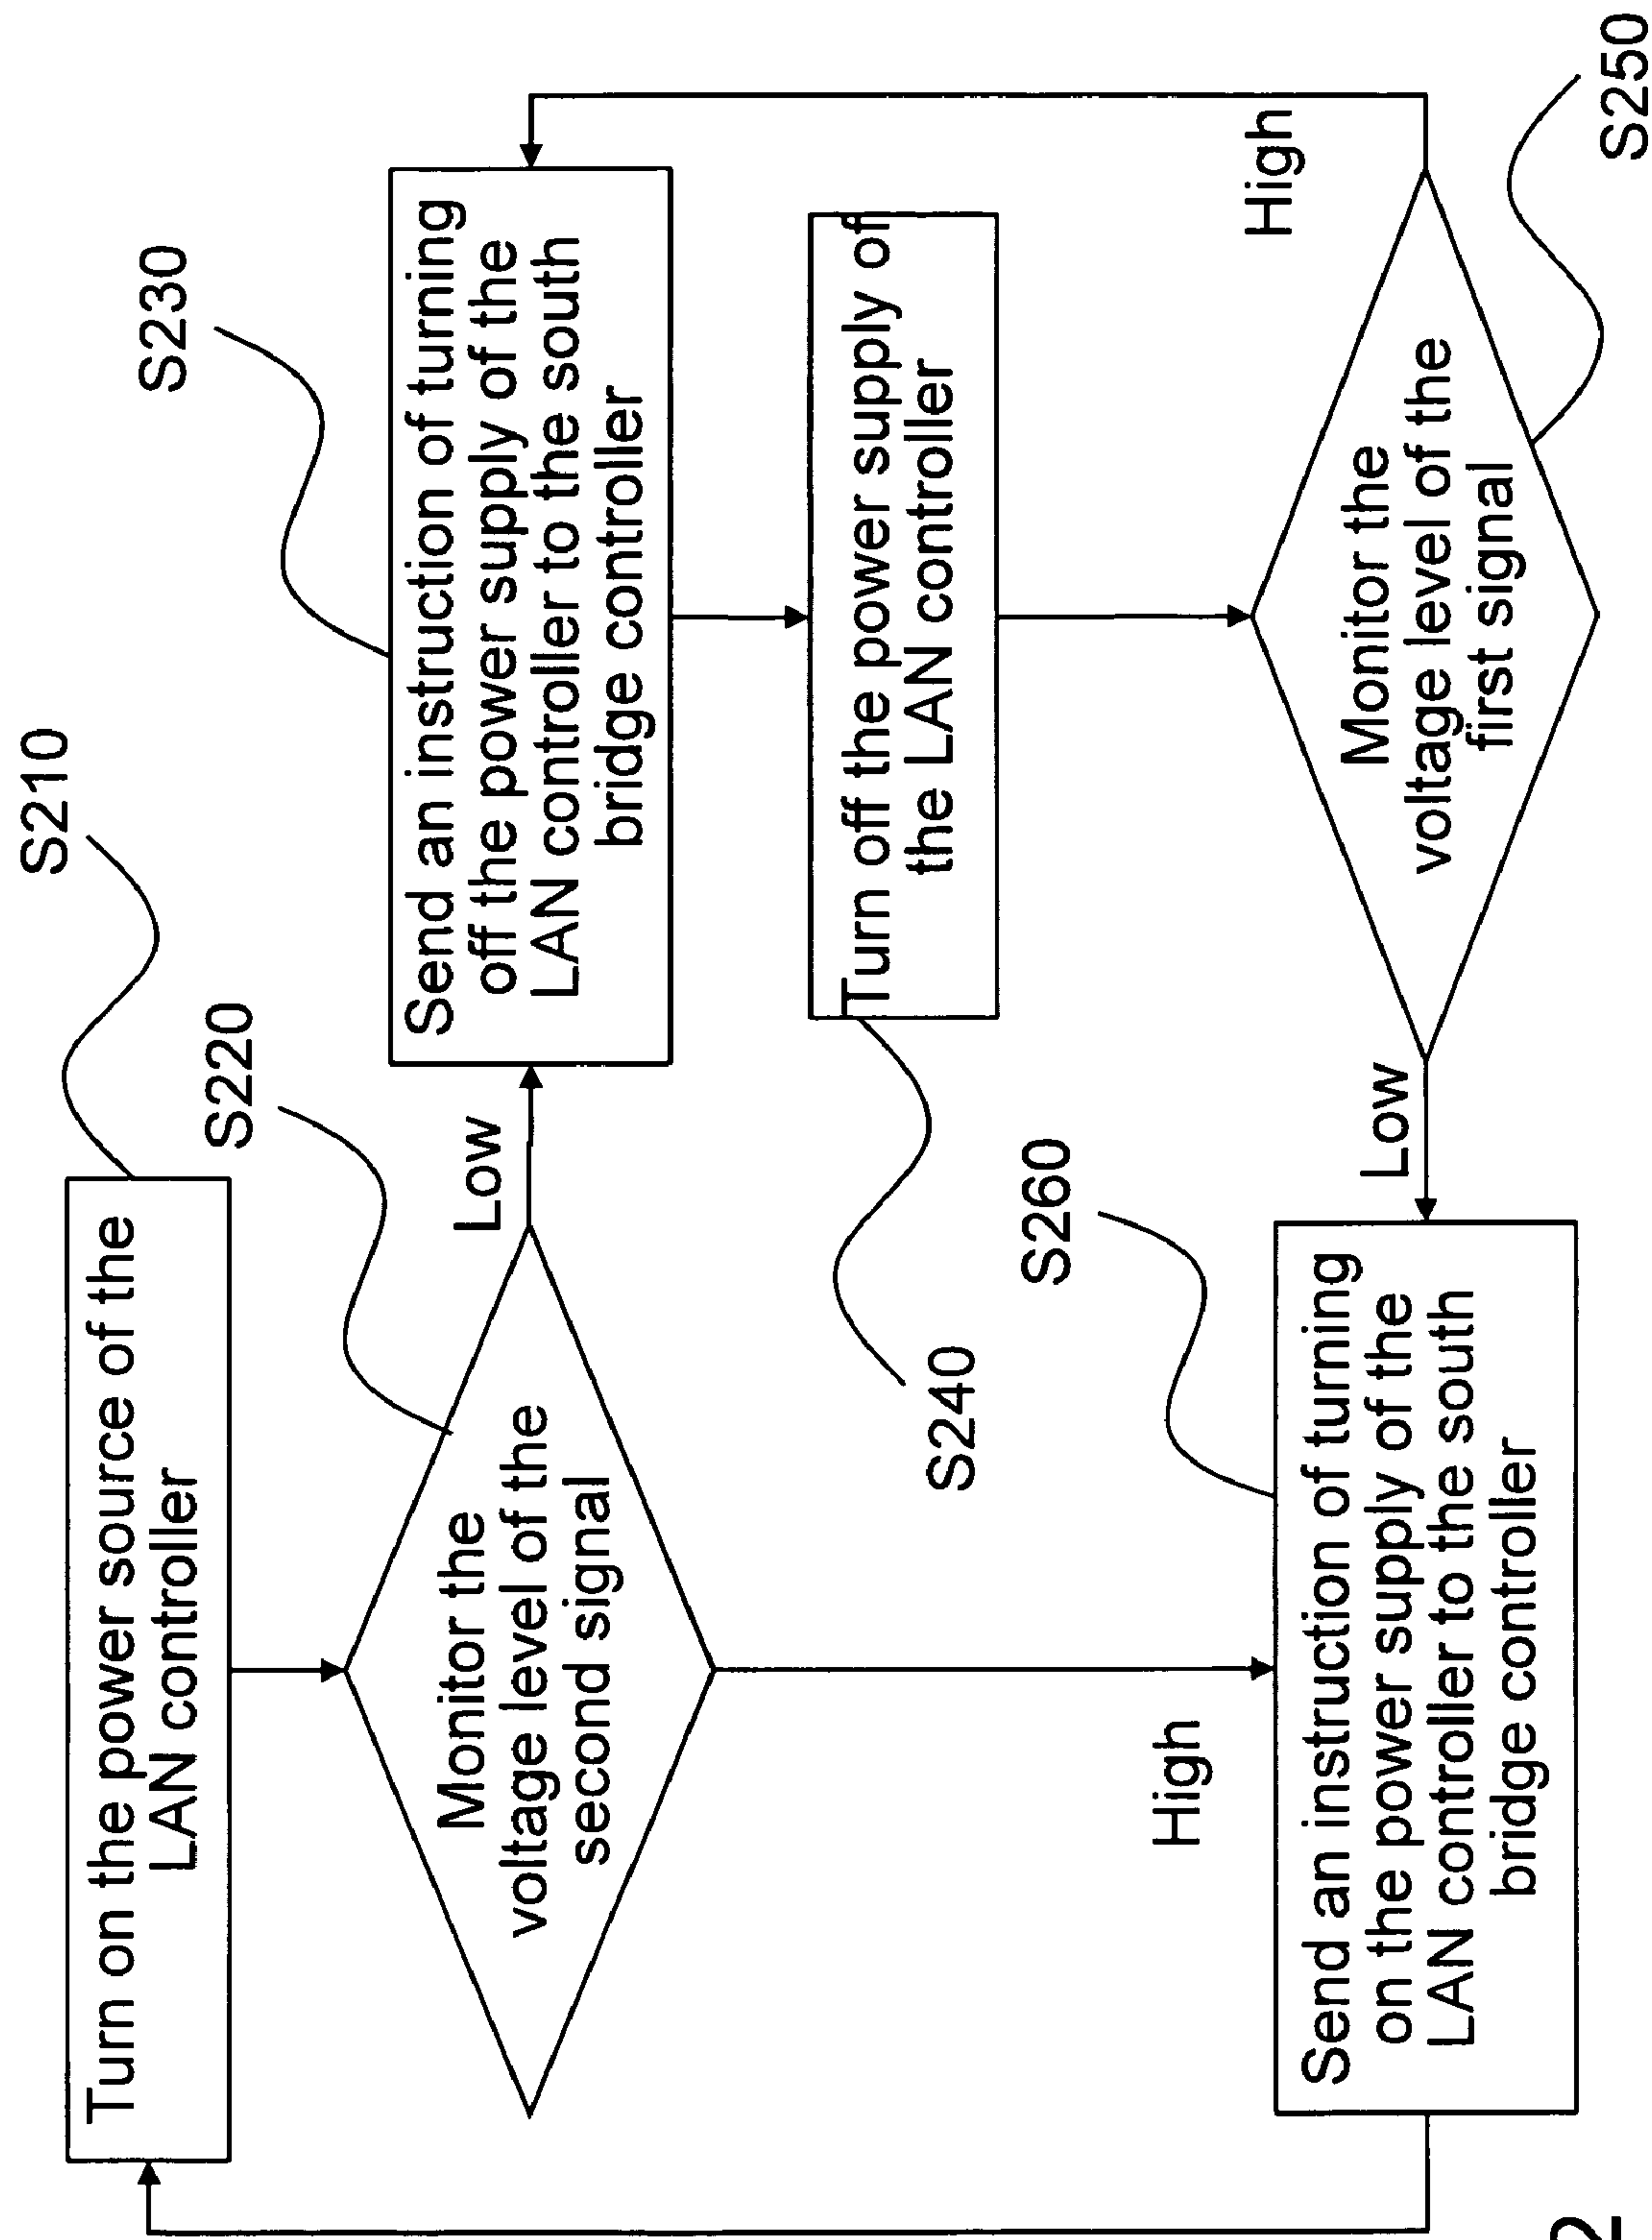 S210
Turn on the power source of the
LAN controller
S220
Monitor the
voltage level of the
second signal
Low
High
S230
Send an instruction of turning
off the power supply of the
LAN controller to the south
bridge controller
S240
Turn off the power supply of
the LAN controller
S250
Monitor the
voltage level of the
first signal
High
Low
S260
Send an instruction of turning
on the power supply of the
LAN controller to the south
bridge controller
2